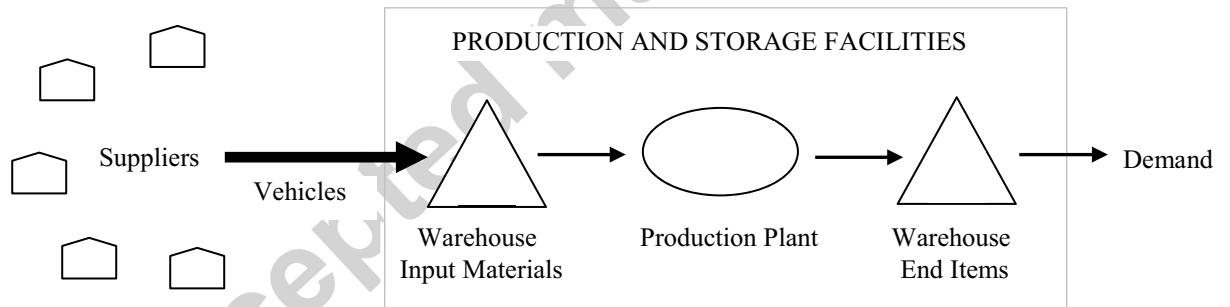 PRODUCTION AND STORAGE FACILITIES
Suppliers
Vehicles
Demand
Warehouse
Input Materials
Production Plant
Warehouse
End Items